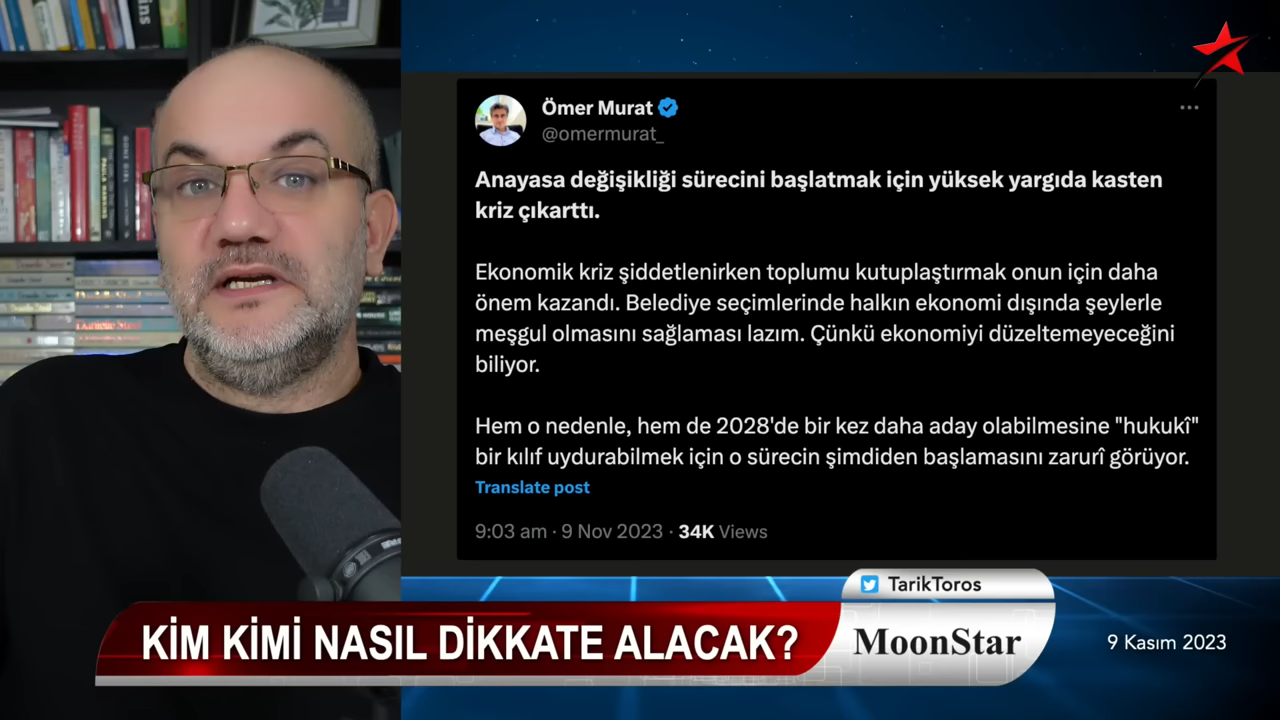 Ömer Murat
@omermurat_
Anayasa değişikliği sürecini başlatmak için yüksek yargıda kasten
kriz çıkarttı.
Ekonomik kriz şiddetlenirken toplumu kutuplaştırmak onun için daha
önem kazandı. Belediye seçimlerinde halkın ekonomi dışında şeylerle
meşgul olmasını sağlaması lazım. Çünkü ekonomiyi düzeltemeyeceğini
biliyor.
Hem o nedenle, hem de 2028'de bir kez daha aday olabilmesine "hukukî"
bir kılıf uydurabilmek için o sürecin şimdiden başlamasını zarurî görüyor.
Translate post
9:03 am · 9 Nov 2023 · 34K Views
TarikToros
KİM KİMİ NASIL DİKKATE ALACAK?
MoonStar
9 Kasım 2023